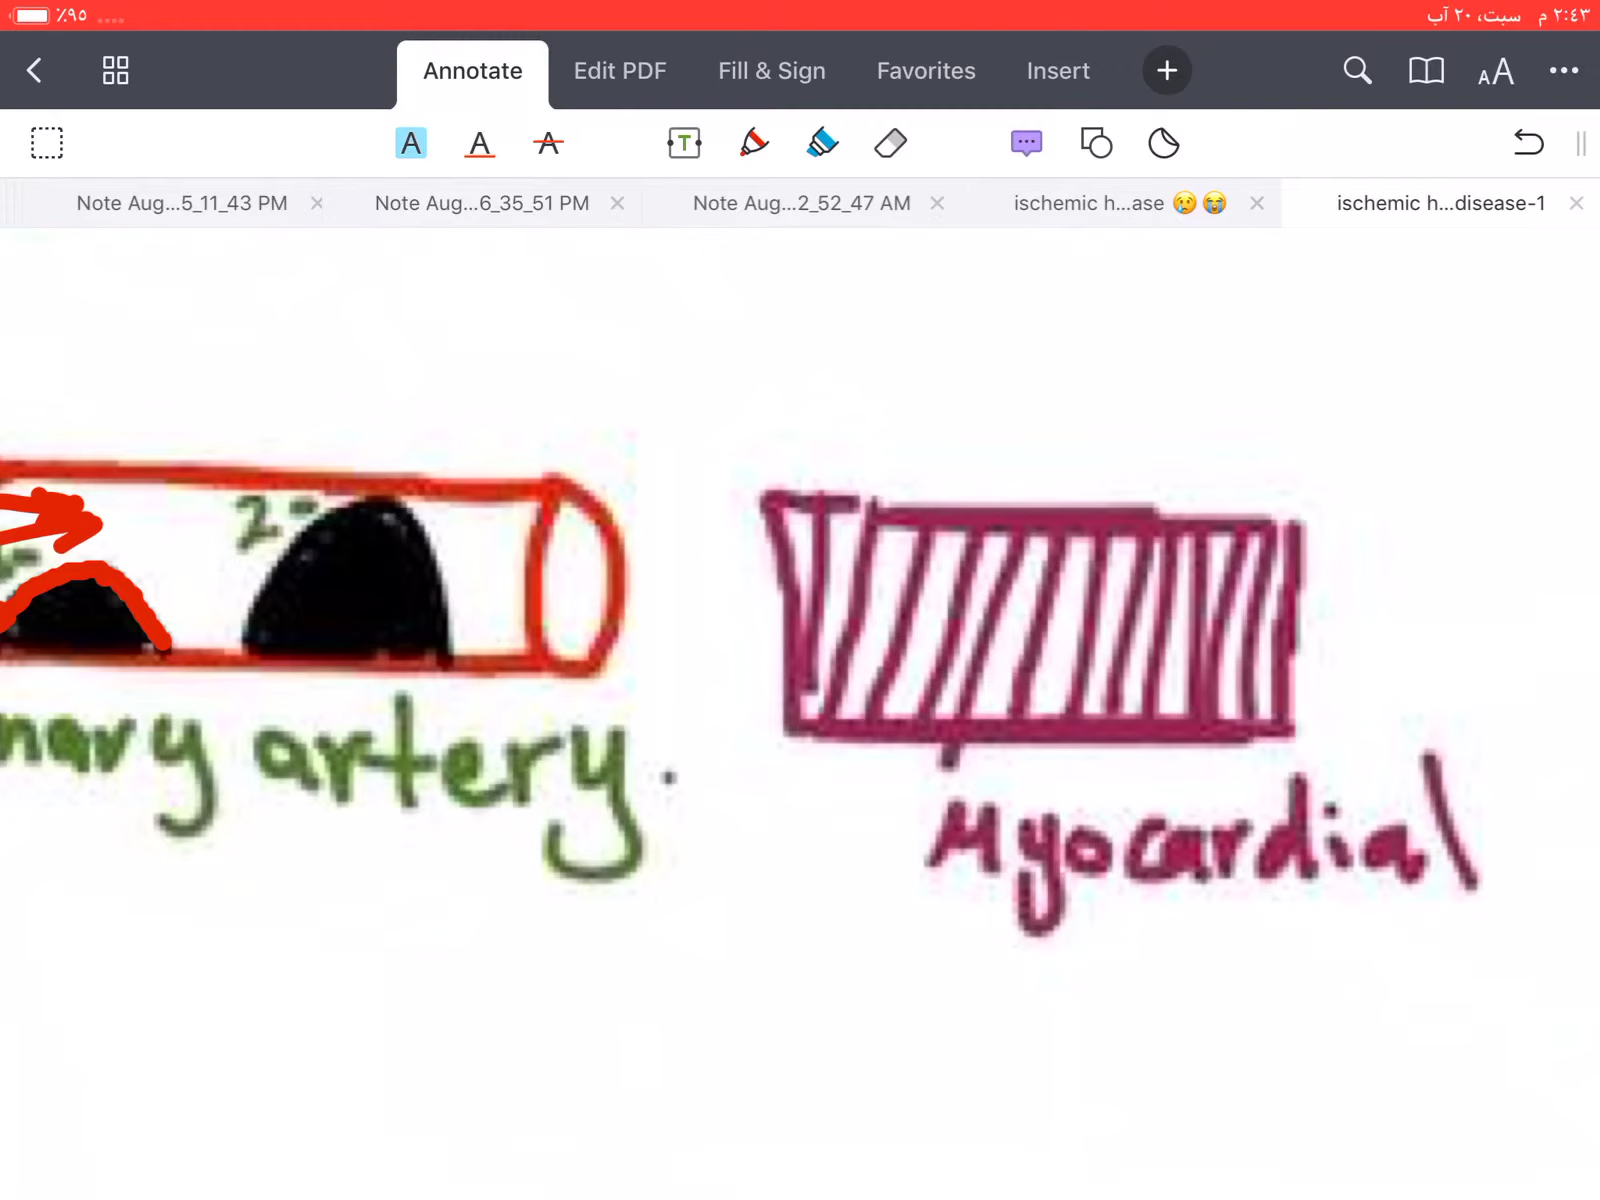 ٪٩٥ سبت، ٢٠ آب ٢:٤٣ م
Annotate Edit PDF Fill & Sign Favorites Insert
A A A T AA
Note Aug...5_11_43 PM Note Aug...6_35_51 PM Note Aug...2_52_47 AM ischemic h...ase 😢 😭 ischemic h...disease-1
2-
nary artery.
Myocardial